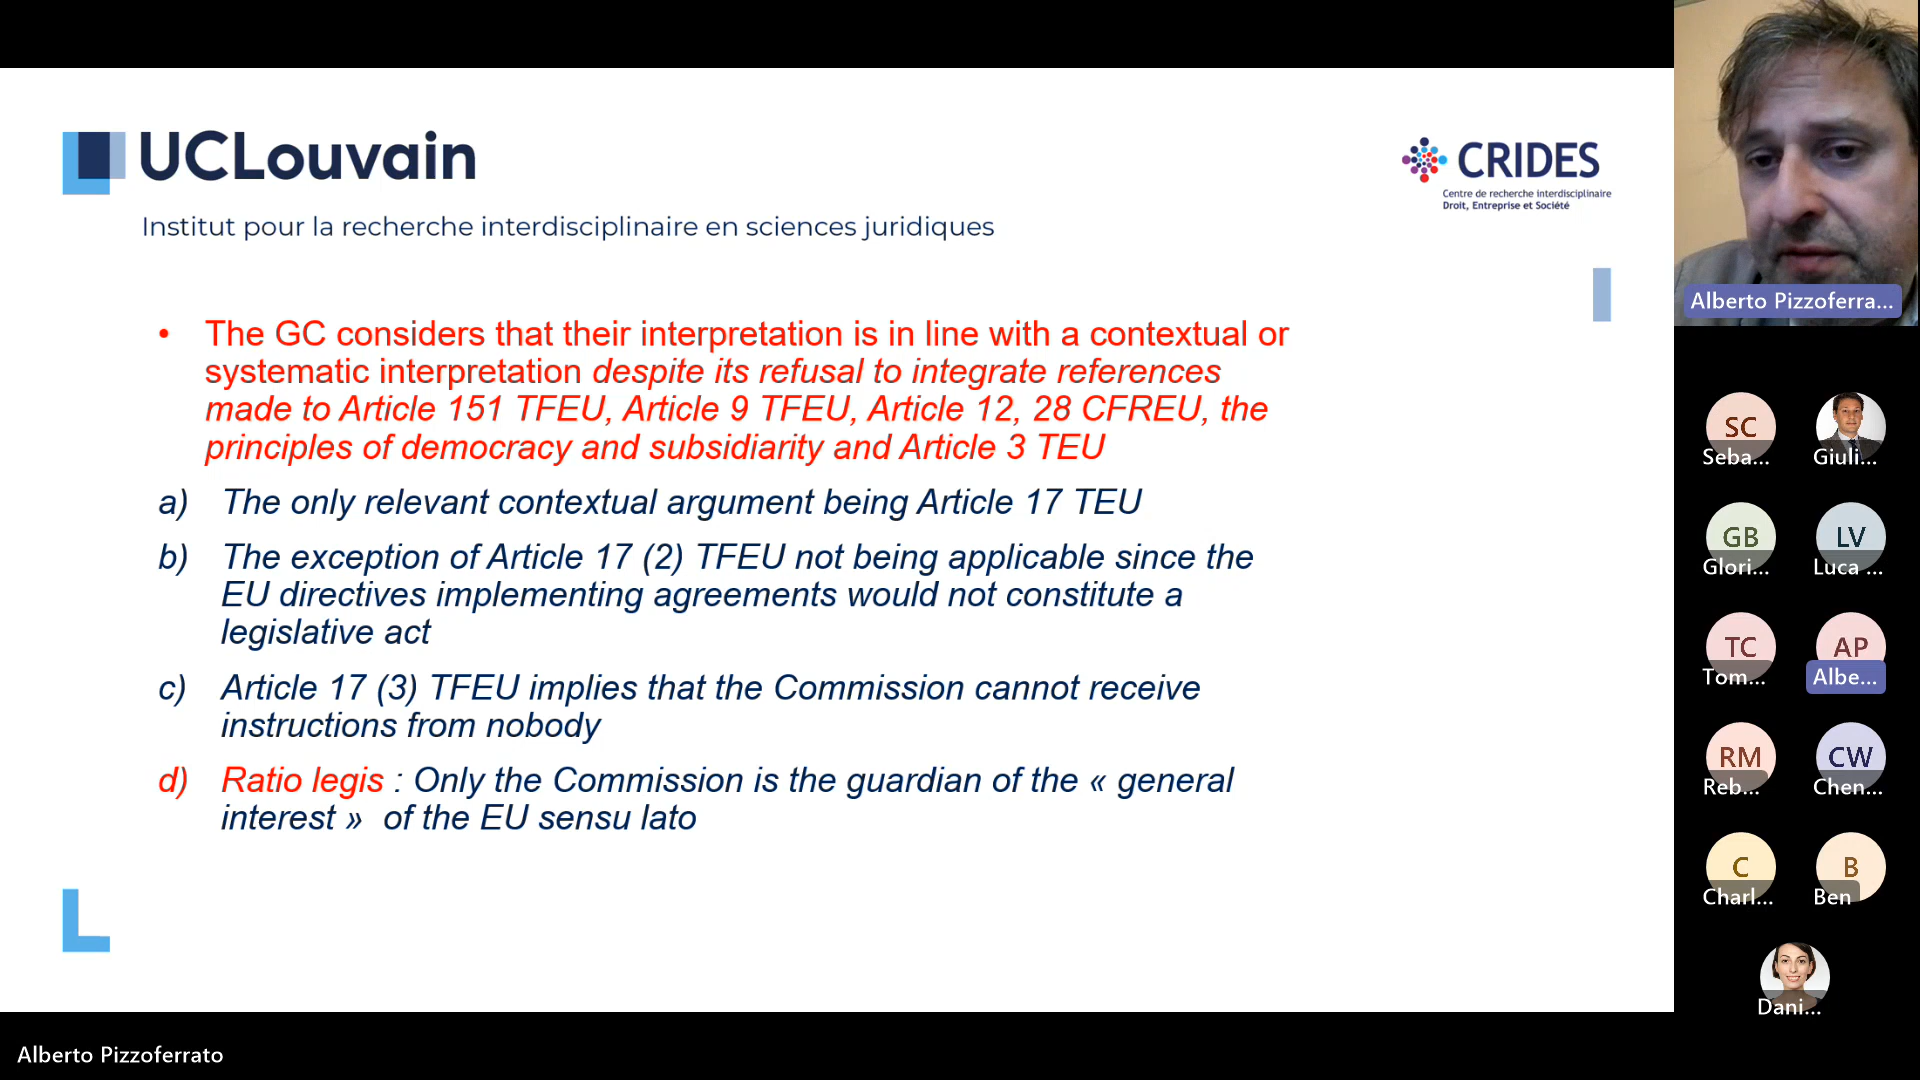 UCLouvain
Institut pour la recherche interdisciplinaire en sciences juridiques
CRIDES
Centre de recherche interdisciplinaire
Droit, Entreprise et Société
• The GC considers that their interpretation is in line with a contextual or
systematic interpretation despite its refusal to integrate references
made to Article 151 TFEU, Article 9 TFEU, Article 12, 28 CFREU, the
principles of democracy and subsidiarity and Article 3 TEU
a) The only relevant contextual argument being Article 17 TEU
b) The exception of Article 17 (2) TFEU not being applicable since the
EU directives implementing agreements would not constitute a
legislative act
c) Article 17 (3) TFEU implies that the Commission cannot receive
instructions from nobody
d) Ratio legis : Only the Commission is the guardian of the « general
interest » of the EU sensu lato
Alberto Pizzoferra...
SC
Seba...
Giuli...
GB
Glori...
LV
Luca ...
TC
Tom...
AP
Albe...
RM
Reb...
CW
Chen...
C
Charl...
B
Ben
Dani...
Alberto Pizzoferrato